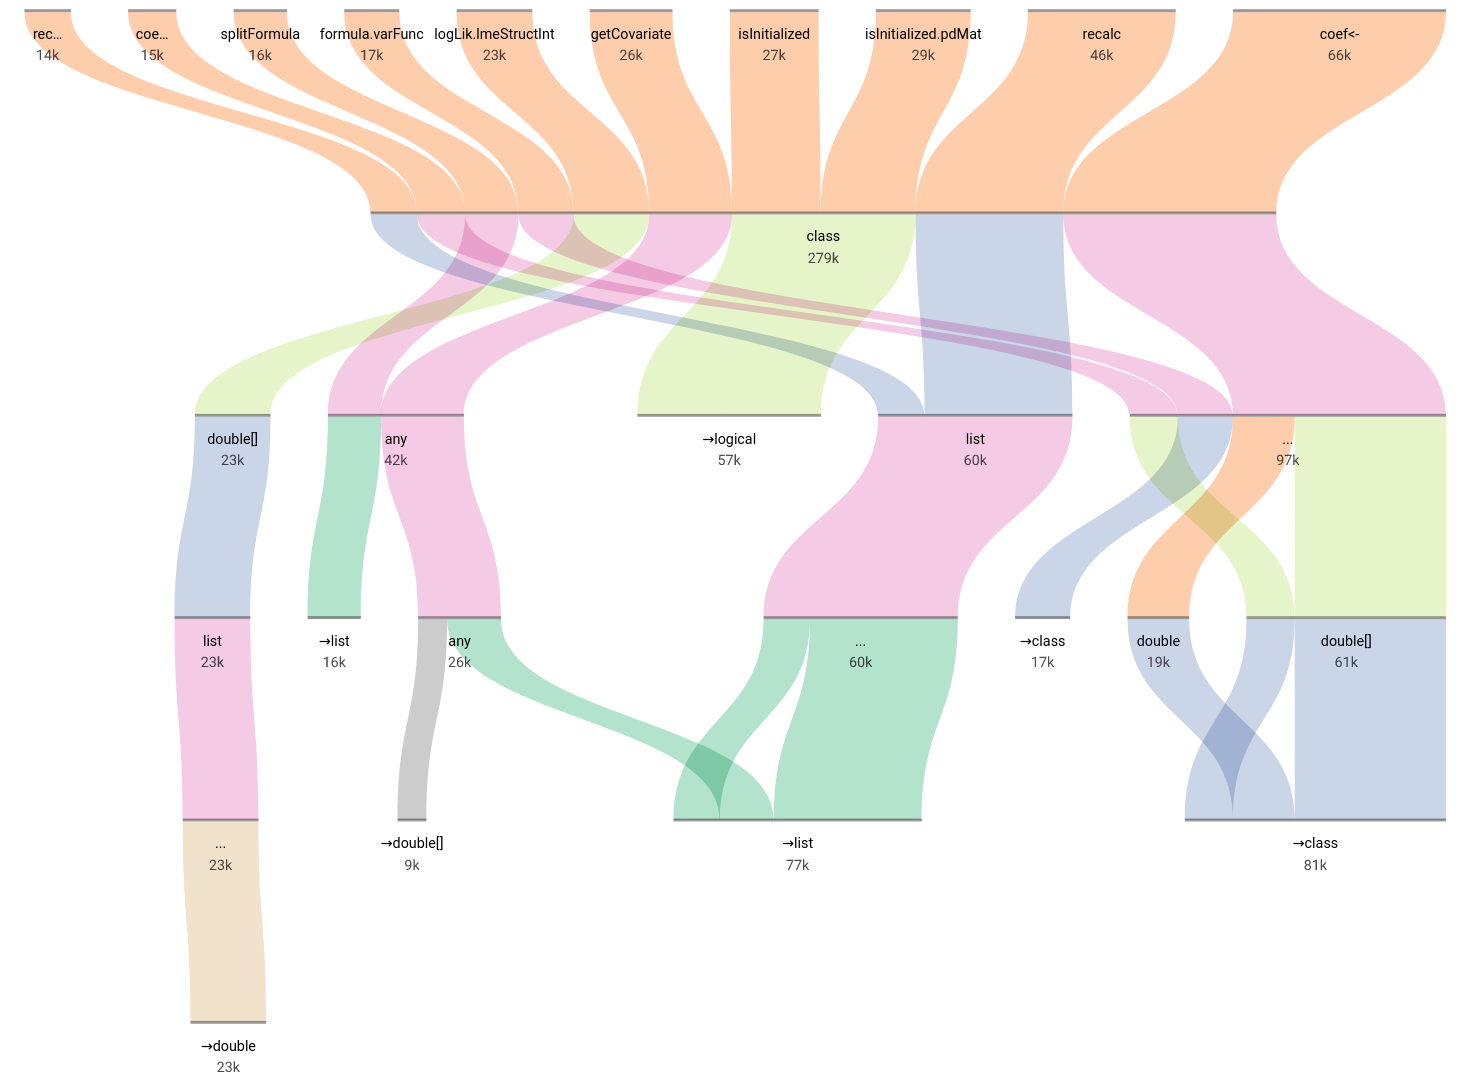 rec…
14k
coe…
15k
splitFormula
16k
formula.varFunc
17k
logLik.lmeStructInt
23k
getCovariate
26k
isInitialized
27k
isInitialized.pdMat
29k
recalc
46k
coef<-
66k
class
279k
double[]
23k
any
42k
→logical
57k
list
60k
...
97k
list
23k
→list
16k
any
26k
...
60k
→class
17k
double
19k
double[]
61k
...
23k
→double[]
9k
→list
77k
→class
81k
→double
23k